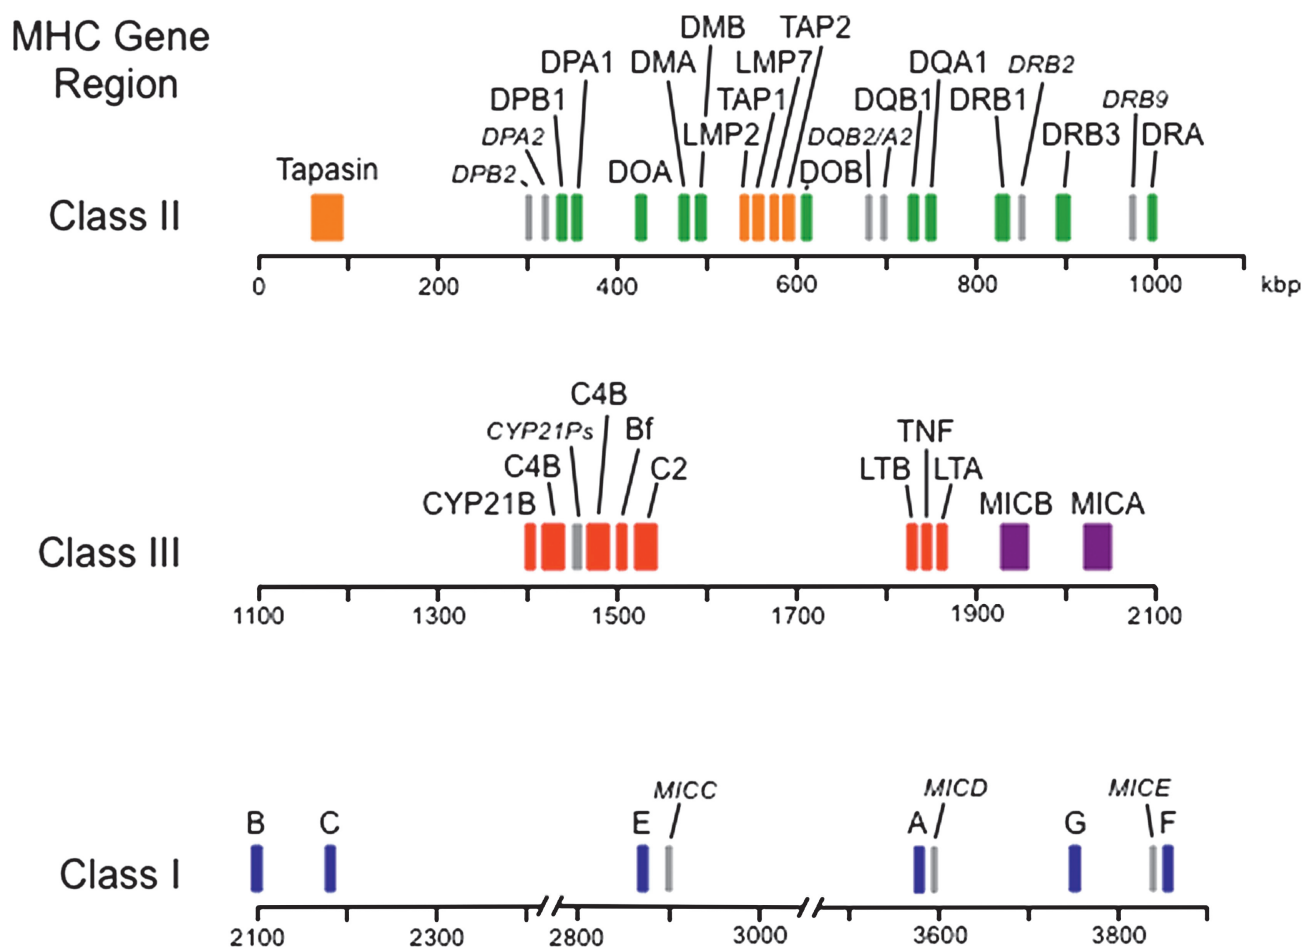 MHC Gene
Region
DMB TAP2
DPA1 DMA LMP7 DQA1 DRB2
DPB1 TAP1 DQB1 DRB1 DRB9
DPA2 LMP2 DQB2/A2 DRB3 DRA
Tapasin DPB2 DOA DOB
Class II
0 200 400 600 800 1000 kbp
C4B
CYP21Ps Bf TNF
C4B C2 LTB LTA
CYP21B MICB MICA
Class III
1100 1300 1500 1700 1900 2100
MICC MICD MICE
B C E A G F
Class I
2100 2300 2800 3000 3600 3800